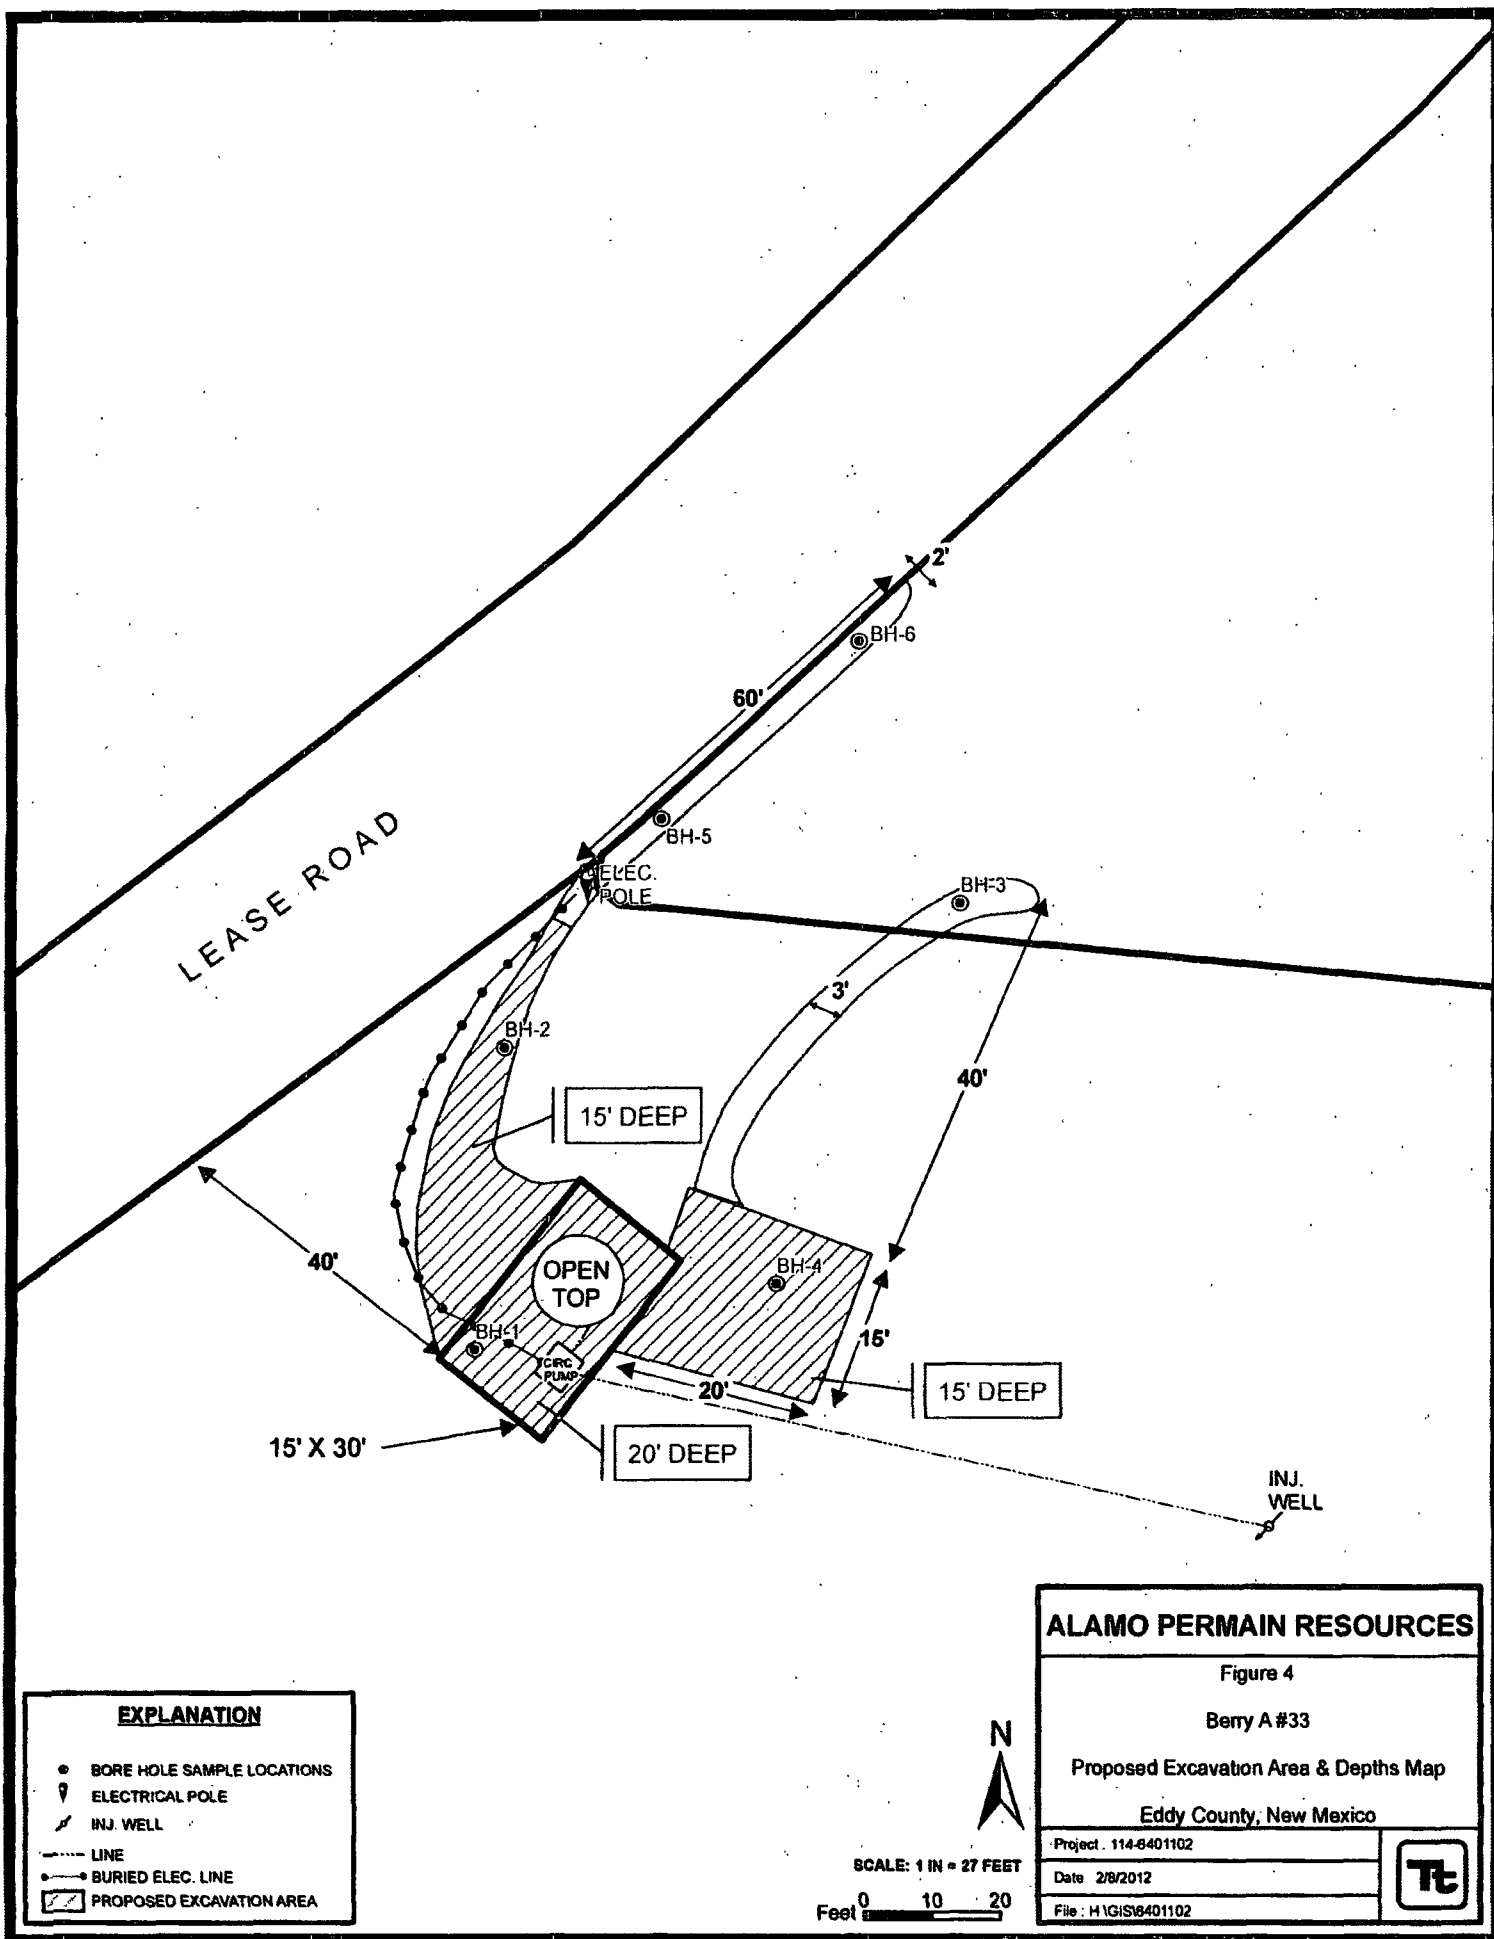 2'
BH-6
60'
BH-5
LEASE ROAD
ELEC.
POLE
BH-3
3'
BH-2
40'
15' DEEP
40'
OPEN
TOP
BH-4
BH-1
15'
CIRC
PUMP
20'
15' DEEP
15' X 30'
20' DEEP
INJ.
WELL
ALAMO PERMAIN RESOURCES
Figure 4
Berry A #33
Proposed Excavation Area & Depths Map
Eddy County, New Mexico
Project . 114-6401102
Date 2/8/2012
File : H \GIS\6401102
Tt
EXPLANATION
BORE HOLE SAMPLE LOCATIONS
ELECTRICAL POLE
INJ. WELL
LINE
BURIED ELEC. LINE
PROPOSED EXCAVATION AREA
N
SCALE: 1 IN = 27 FEET
Feet 0 10 20